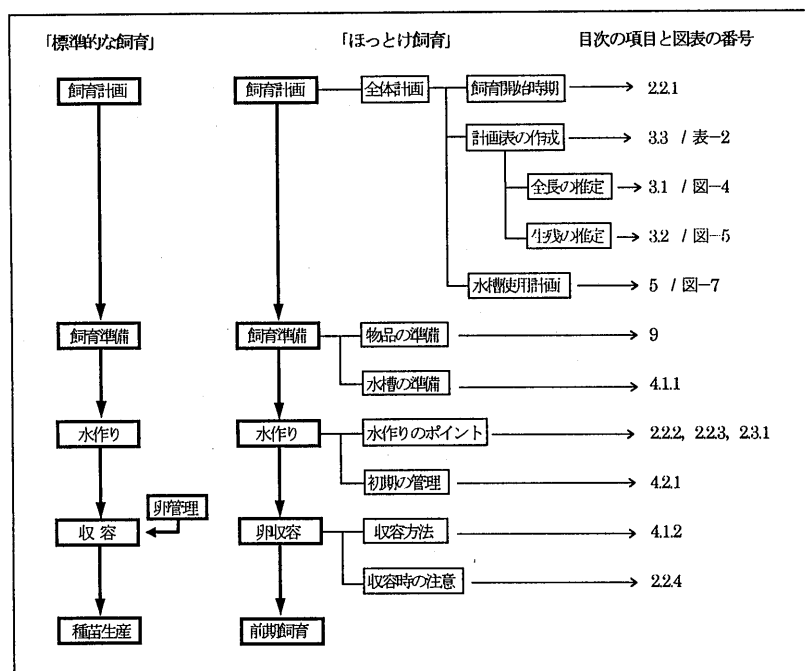 「標準的な飼育」 「ほっとけ飼育」 目次の項目と図表の番号
飼育計画 飼育計画 全体計画 飼育開始時期 2.2.1
計画表の作成 3.3 / 表−2
全長の推定 3.1 / 図−4
生残の推定 3.2 / 図−5
水槽使用計画 5 / 図−7
飼育準備 飼育準備 物品の準備 9
水槽の準備 4.1.1
水作り 水作り 水作りのポイント 2.2.2, 2.2.3, 2.3.1
初期の管理 4.2.1
卵管理
収容 卵収容 収容方法 4.1.2
収容時の注意 2.2.4
種苗生産 前期飼育